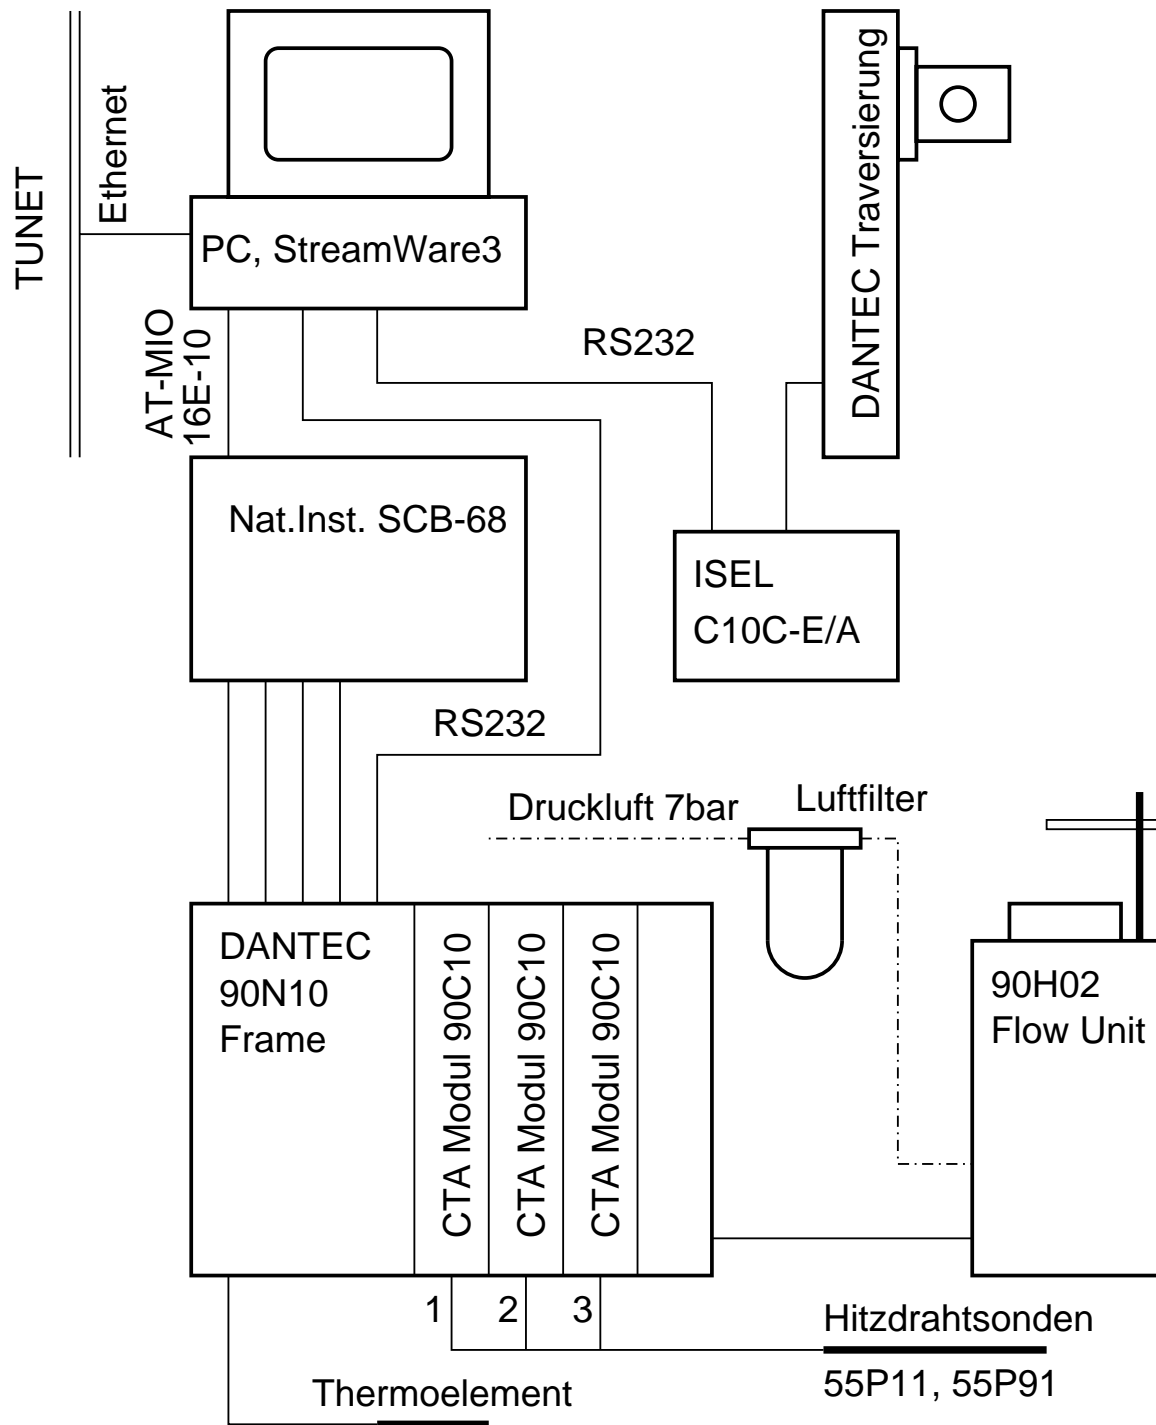 TUNET
Ethernet
PC, StreamWare3
DANTEC Traversierung
AT-MIO
16E-10
RS232
Nat.Inst. SCB-68
ISEL
C10C-E/A
RS232
Druckluft 7bar
Luftfilter
DANTEC
90N10
Frame
CTA Modul 90C10
CTA Modul 90C10
CTA Modul 90C10
90H02
Flow Unit
1
2
3
Hitzdrahtsonden
55P11, 55P91
Thermoelement